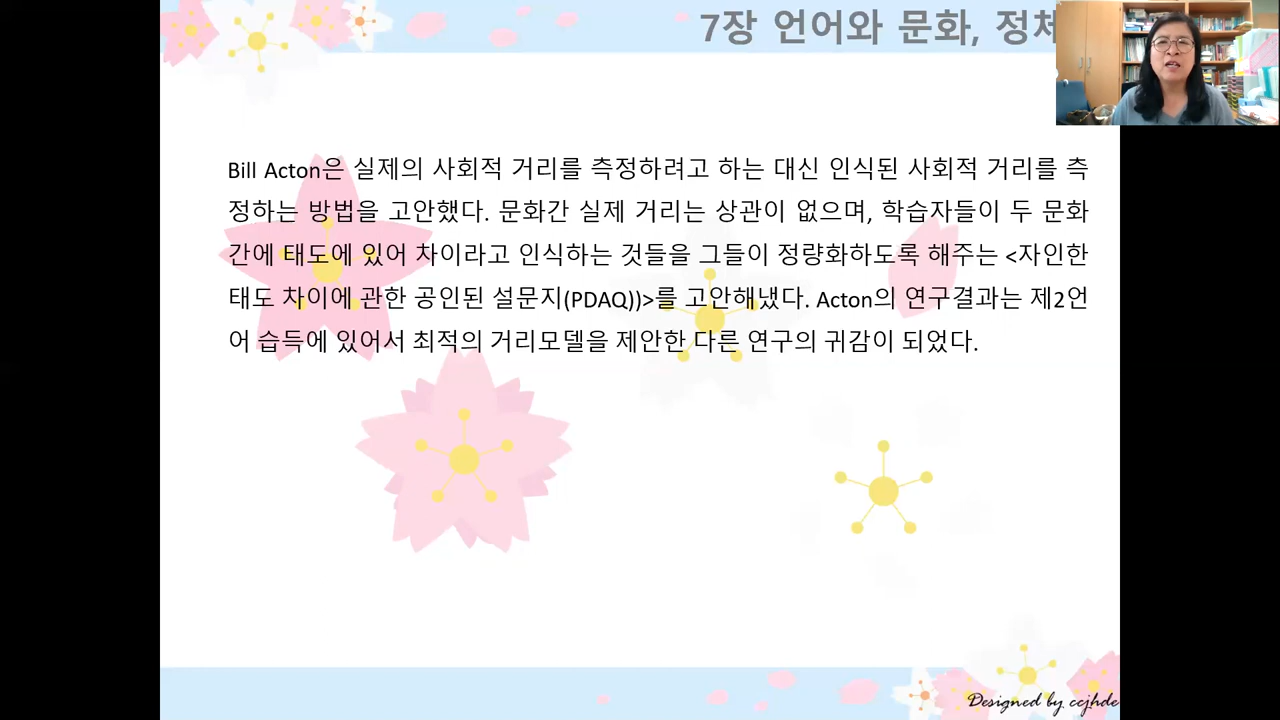 7장 언어와 문화, 정체
Bill Acton은 실제의 사회적 거리를 측정하려고 하는 대신 인식된 사회적 거리를 측
정하는 방법을 고안했다. 문화간 실제 거리는 상관이 없으며, 학습자들이 두 문화
간에 태도에 있어 차이라고 인식하는 것들을 그들이 정량화하도록 해주는 <자인한
태도 차이에 관한 공인된 설문지(PDAQ))>를 고안해냈다. Acton의 연구결과는 제2언
어 습득에 있어서 최적의 거리모델을 제안한 다른 연구의 귀감이 되었다.
Designed by ccjhde